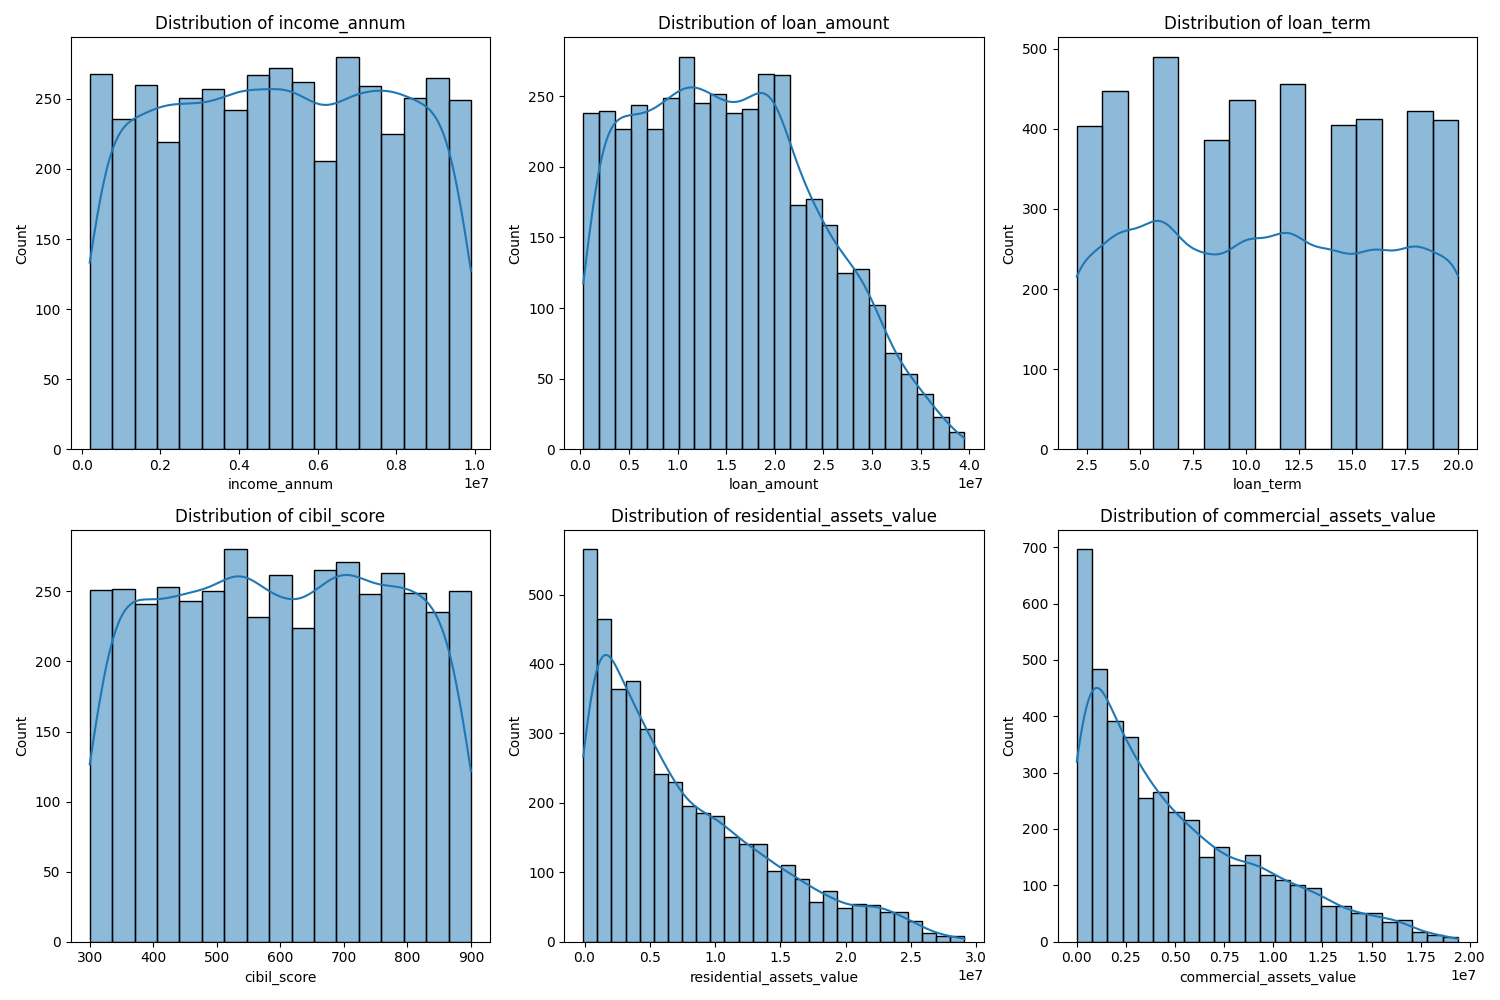 Distribution of income_annum
Count
0
50
100
150
200
250
0.0 0.2 0.4 0.6 0.8 1.0
1e7
income_annum
Distribution of loan_amount
Count
0
50
100
150
200
250
0.0 0.5 1.0 1.5 2.0 2.5 3.0 3.5 4.0
1e7
loan_amount
Distribution of loan_term
Count
0
100
200
300
400
500
2.5 5.0 7.5 10.0 12.5 15.0 17.5 20.0
loan_term
Distribution of cibil_score
Count
0
50
100
150
200
250
300 400 500 600 700 800 900
cibil_score
Distribution of residential_assets_value
Count
0
100
200
300
400
500
0.0 0.5 1.0 1.5 2.0 2.5 3.0
1e7
residential_assets_value
Distribution of commercial_assets_value
Count
0
100
200
300
400
500
600
700
0.00 0.25 0.50 0.75 1.00 1.25 1.50 1.75 2.00
1e7
commercial_assets_value